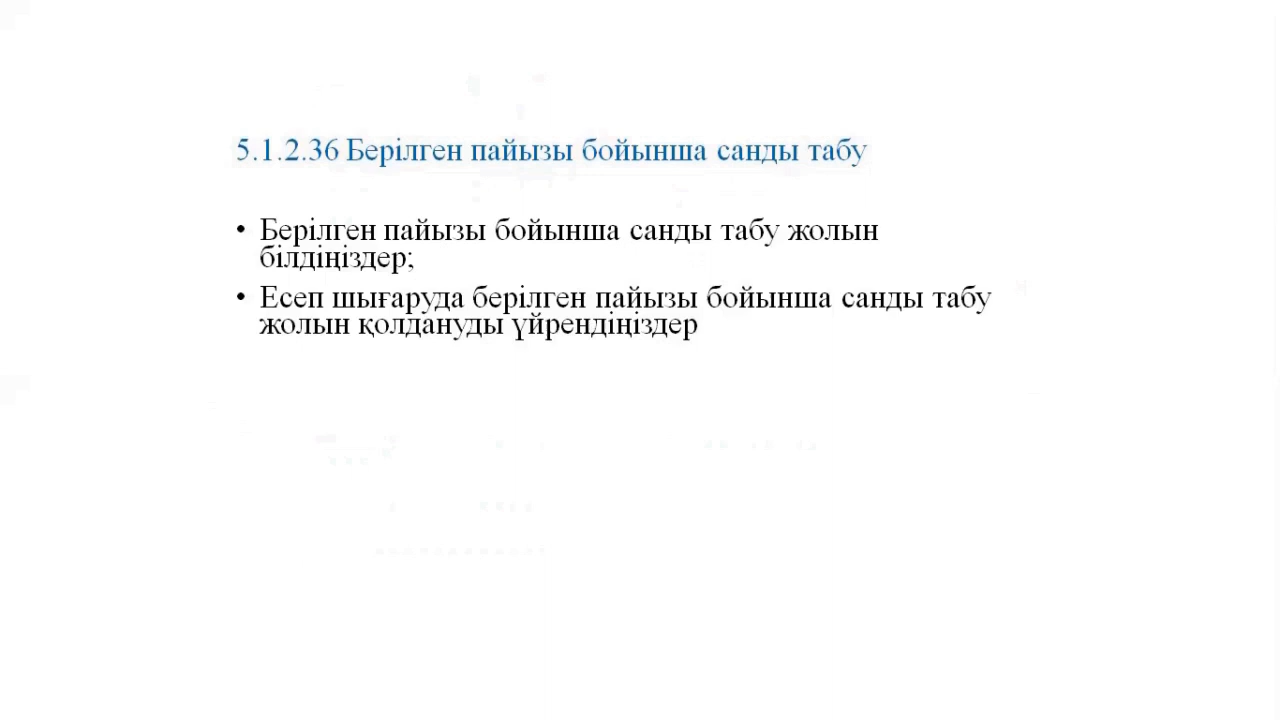 5.1.2.36 Берілген пайызы бойынша санды табу
• Берілген пайызы бойынша санды табу жолын
білдіңіздер;
• Есеп шығаруда берілген пайызы бойынша санды табу
жолын қолдануды үйрендіңіздер